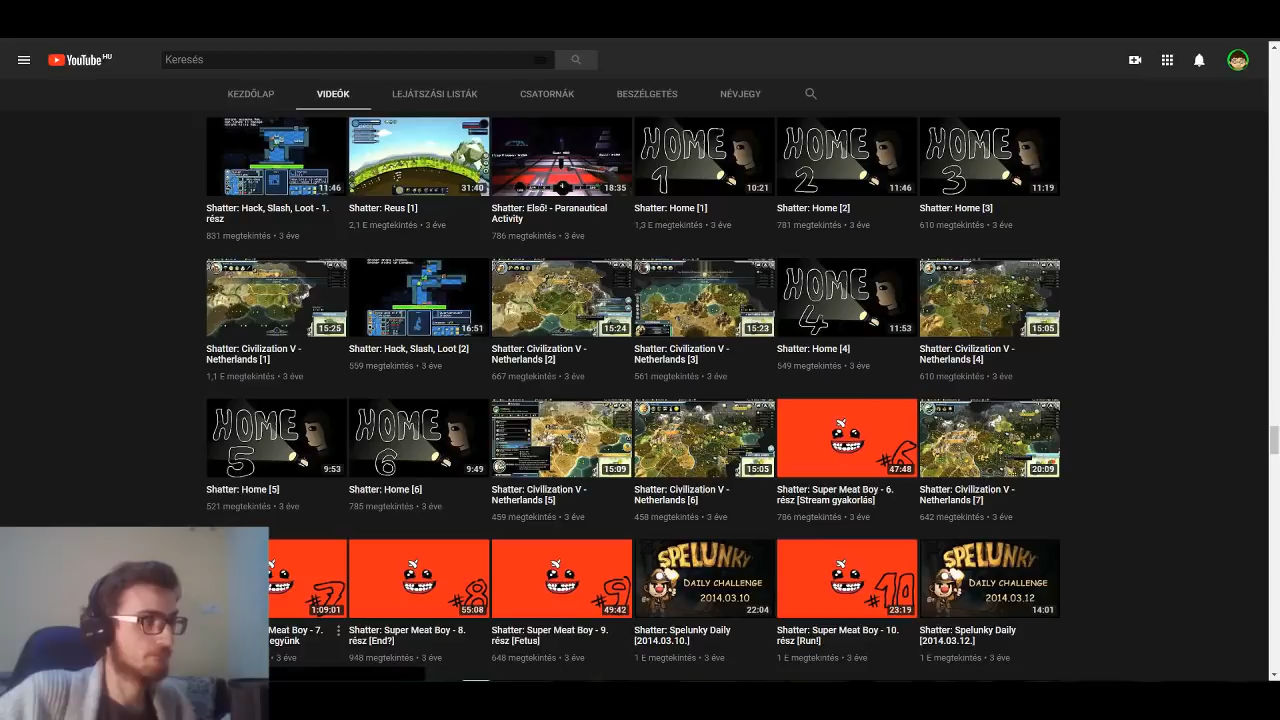 YouTube HU
Keresés
KEZDŐLAP VIDEÓK LEJÁTSZÁSI LISTÁK CSATORNÁK BESZÉLGETÉS NÉVJEGY
11:46 31:40 18:35 HOME 1 10:21 HOME 2 11:46 HOME 3 11:19
Shatter: Hack, Slash, Loot - 1. Shatter: Reus [1] Shatter: Első! - Paranautical Shatter: Home [1] Shatter: Home [2] Shatter: Home [3]
rész 2,1 E megtekintés • 3 éve Activity 1,3 E megtekintés • 3 éve 781 megtekintés • 3 éve 610 megtekintés • 3 éve
831 megtekintés • 3 éve 786 megtekintés • 3 éve
15:25 16:51 15:24 15:23 HOME 4 11:53 15:05
Shatter: Civilization V - Shatter: Hack, Slash, Loot [2] Shatter: Civilization V - Shatter: Civilization V - Shatter: Home [4] Shatter: Civilization V -
Netherlands [1] 559 megtekintés • 3 éve Netherlands [2] Netherlands [3] 549 megtekintés • 3 éve Netherlands [4]
1,1 E megtekintés • 3 éve 667 megtekintés • 3 éve 561 megtekintés • 3 éve 610 megtekintés • 3 éve
HOME 5 9:53 HOME 6 9:49 15:09 15:05 #6 47:48 20:09
Shatter: Home [5] Shatter: Home [6] Shatter: Civilization V - Shatter: Civilization V - Shatter: Super Meat Boy - 6. Shatter: Civilization V -
521 megtekintés • 3 éve 785 megtekintés • 3 éve Netherlands [5] Netherlands [6] rész [Stream gyakorlás] Netherlands [7]
459 megtekintés • 3 éve 458 megtekintés • 3 éve 786 megtekintés • 3 éve 642 megtekintés • 3 éve
#7 1:09:01 #8 55:08 #9 49:42 SPELUNKY DAILY CHALLENGE 2014.03.10 22:04 #10 23:19 SPELUNKY DAILY CHALLENGE 2014.03.12 14:01
Meat Boy - 7. Shatter: Super Meat Boy - 8. Shatter: Super Meat Boy - 9. Shatter: Spelunky Daily Shatter: Super Meat Boy - 10. Shatter: Spelunky Daily
együnk rész [End?] rész [Fetus] [2014.03.10.] rész [Run!] [2014.03.12.]
• 3 éve 948 megtekintés • 3 éve 648 megtekintés • 3 éve 1 E megtekintés • 3 éve 1 E megtekintés • 3 éve 1 E megtekintés • 3 éve